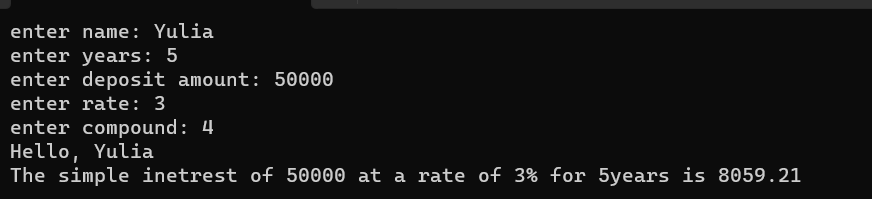 enter name: Yulia
enter years: 5
enter deposit amount: 50000
enter rate: 3
enter compound: 4
Hello, Yulia
The simple inetrest of 50000 at a rate of 3% for 5years is 8059.21